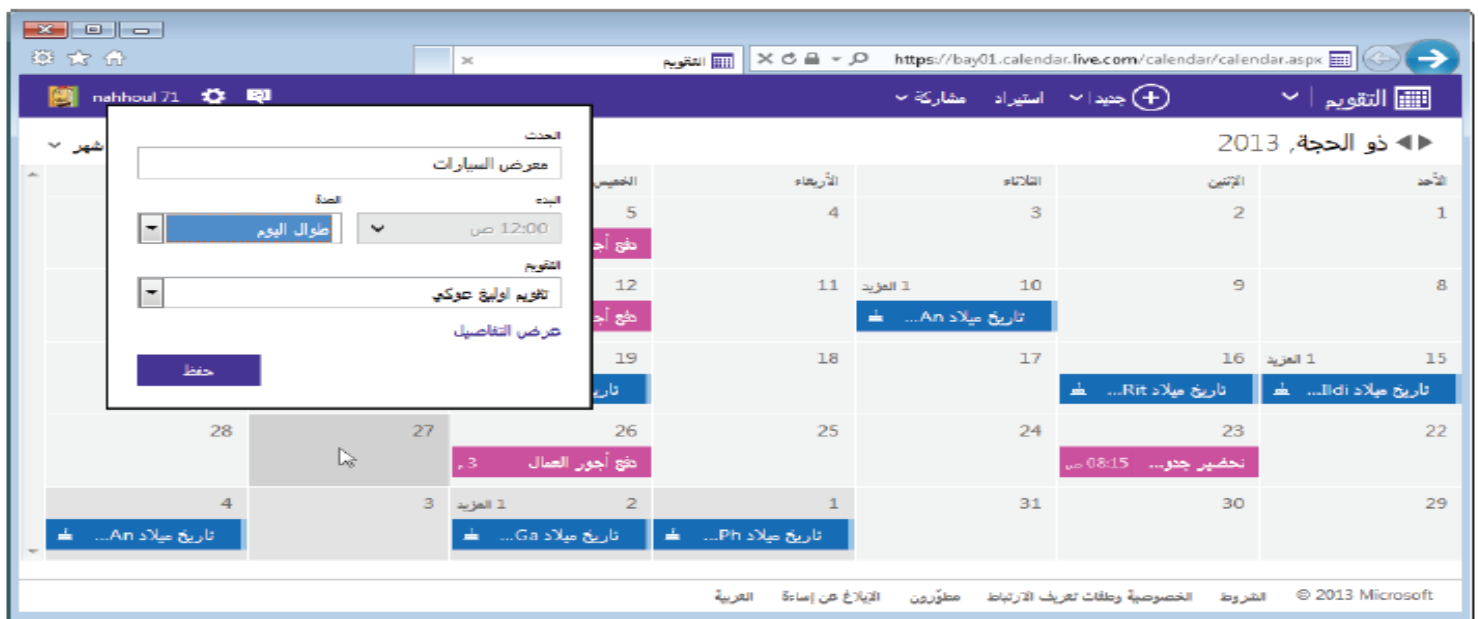 التقويم
https://bay01.calendar.live.com/calendar/calendar.aspx
التقويم
جديد
استيراد
مشاركة
nahhoul 71
ذو الحجة, 2013
شهر
الأحد
الإثنين
الثلاثاء
الأربعاء
الخميس
الحدث
معرض السيارات
البدء
المدة
12:00 ص
طوال اليوم
التقويم
تقويم اوليغ عوكي
عرض التفاصيل
حفظ
1 2 3 4 5
دفع أج
8 9 10 1 المزيد 11 12
تاريخ ميلاد An...
دفع أج
15 1 المزيد 16 17 18 19
تاريخ ميلاد Ildi...
تاريخ ميلاد Rit...
تاري
22 23 24 25 26 27 28
تحضير جدو... 08:15 ص
دفع أجور العمال 3 ,
29 30 31 1 2 1 المزيد 3 4
تاريخ ميلاد Ph...
تاريخ ميلاد Ga...
تاريخ ميلاد An...
© 2013 Microsoft الشروط الخصوصية وملفات تعريف الارتباط مطوّرون الإبلاغ عن إساءة العربية